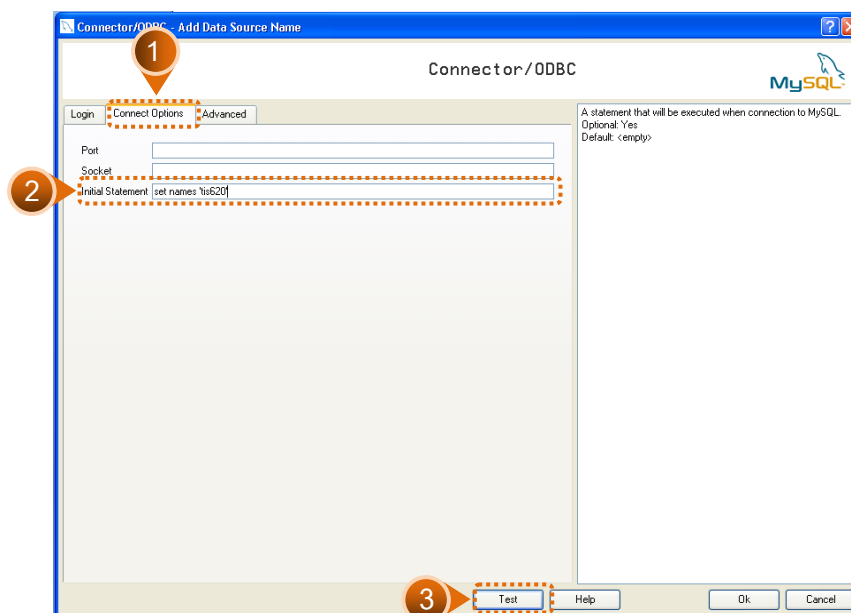 Connector/ODBC - Add Data Source Name
1
Connector/ODBC
MySQL
Login
Connect Options
Advanced
A statement that will be executed when connection to MySQL.
Optional: Yes
Default: <empty>
Port
Socket
2
Initial Statement
set names 'tis620'
3
Test
Help
Ok
Cancel